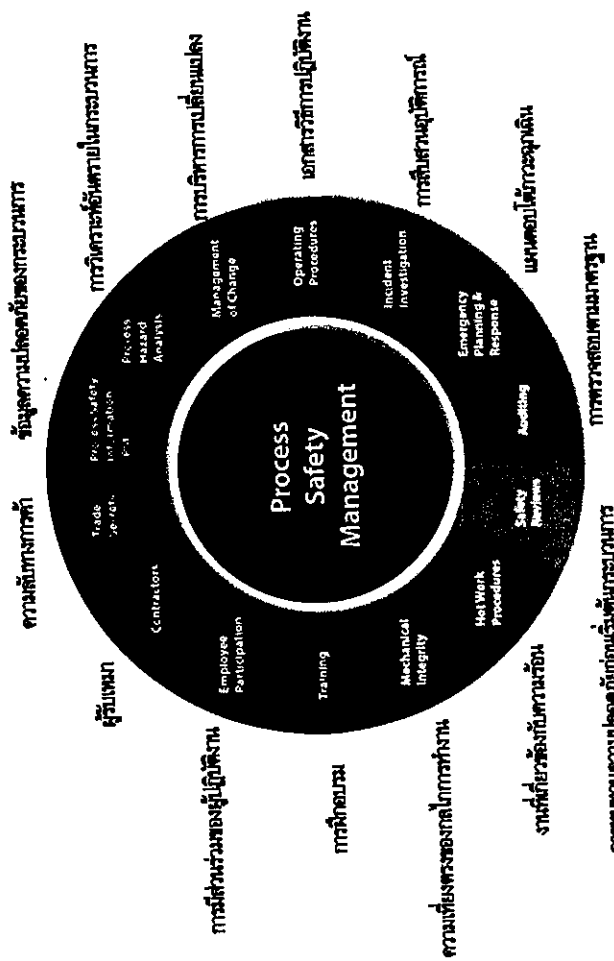 Process
Safety
Management
Trade
Secrets
ความลับทางการค้า
Process Safety
Information
PSI
ข้อมูลความปลอดภัยของกระบวนการ
Process
Hazard
Analysis
การวิเคราะห์อันตรายในกระบวนการ
Management
of Change
การบริหารการเปลี่ยนแปลง
Operating
Procedures
เอกสารวิธีการปฏิบัติงาน
Incident
Investigation
การสืบสวนอุบัติการณ์
Emergency
Planning &
Response
แผนตอบโต้ภาวะฉุกเฉิน
Auditing
การตรวจสอบตามมาตรฐาน
Safety
Reviews
Hot Work
Procedures
งานที่เกี่ยวข้องกับความร้อน
Mechanical
Integrity
ความเที่ยงตรงของกลไกการทำงาน
Training
การฝึกอบรม
Employee
Participation
การมีส่วนร่วมของผู้ปฏิบัติงาน
Contractors
ผู้รับเหมา